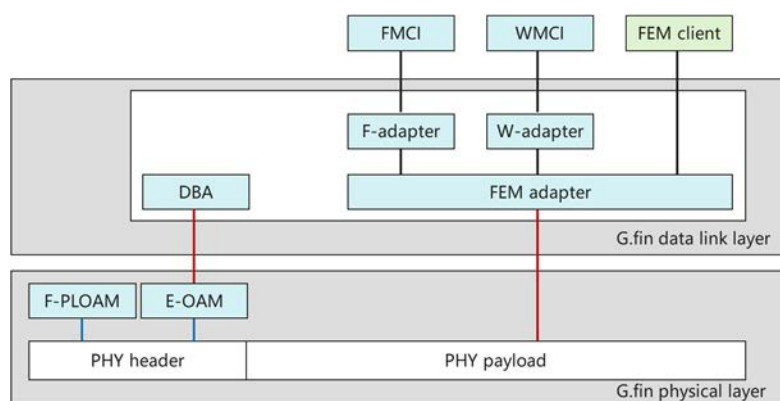 FMCI
WMCI
FEM client
F-adapter
W-adapter
DBA
FEM adapter
G.fin data link layer
F-PLOAM
E-OAM
PHY header
PHY payload
G.fin physical layer